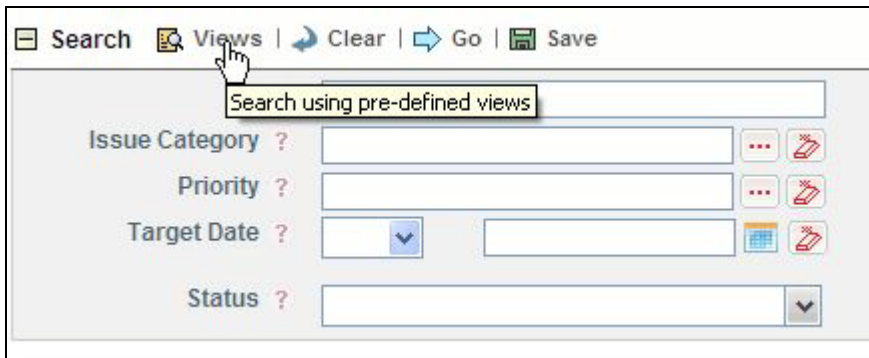 Search Views | Clear | Go | Save
Search using pre-defined views
Issue Category ?
Priority ?
Target Date ?
Status ?